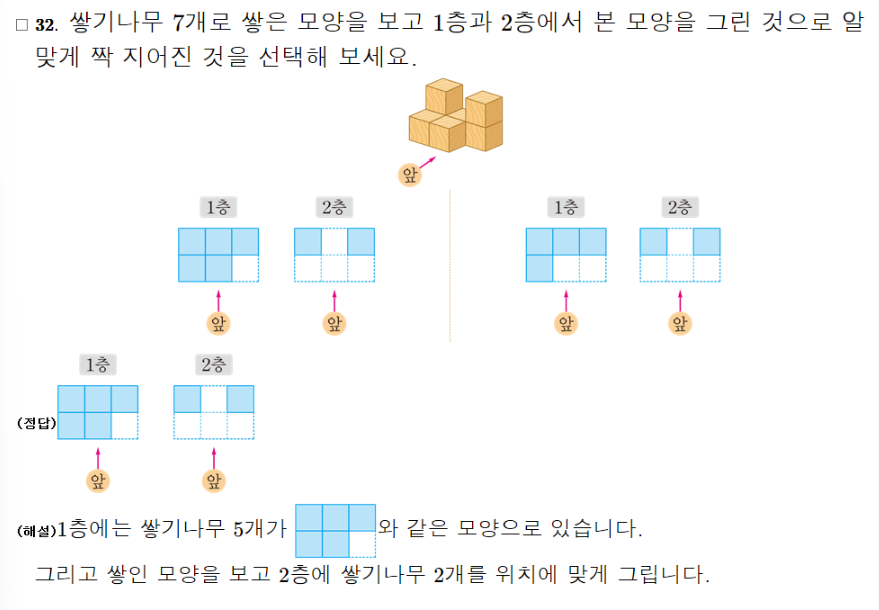 □ 32. 쌓기나무 7개로 쌓은 모양을 보고 1층과 2층에서 본 모양을 그린 것으로 알
맞게 짝 지어진 것을 선택해 보세요.
앞
1층 2층 1층 2층
앞 앞 앞 앞
1층 2층
(정답)
앞 앞
(해설)1층에는 쌓기나무 5개가 와 같은 모양으로 있습니다.
그리고 쌓인 모양을 보고 2층에 쌓기나무 2개를 위치에 맞게 그립니다.